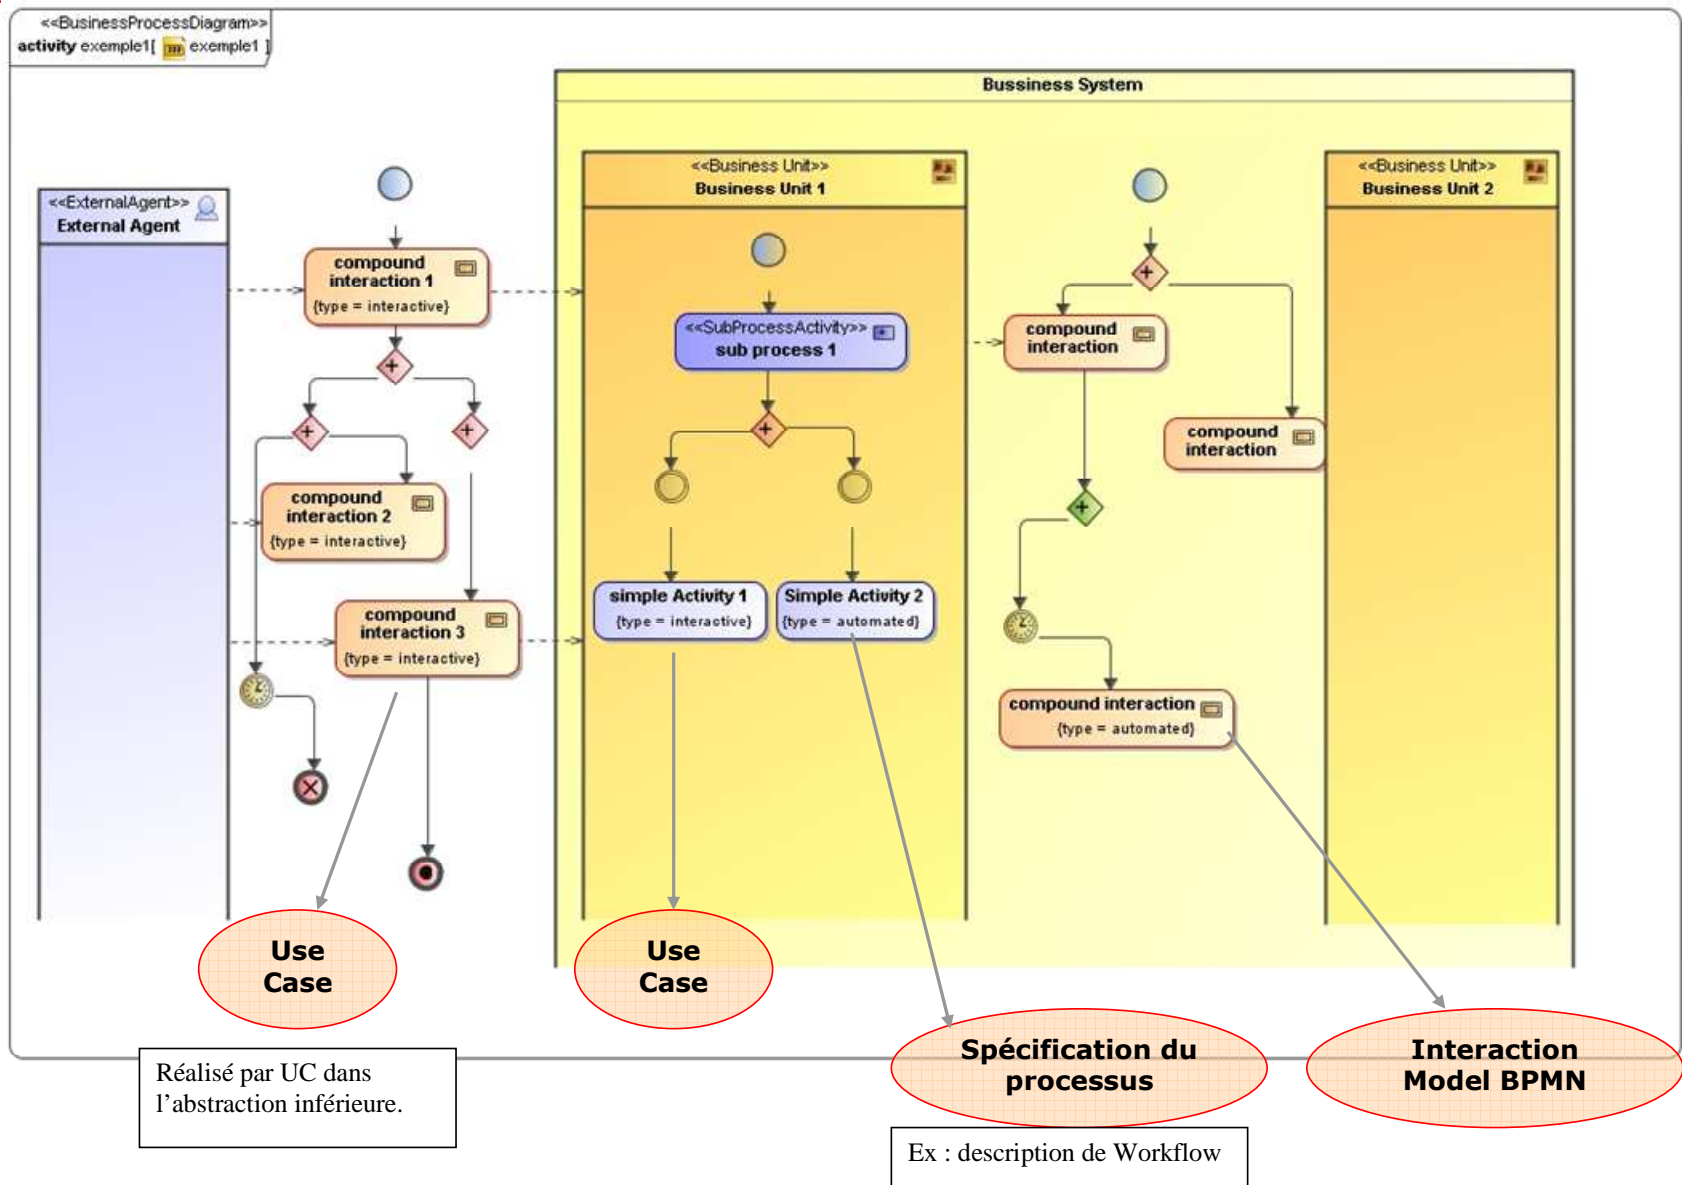 <<BusinessProcessDiagram>>
activity exemple1[ exemple1 ]
Bussiness System
<<ExternalAgent>>
External Agent
compound
interaction 1
{type = interactive}
compound
interaction 2
{type = interactive}
compound
interaction 3
{type = interactive}
<<Business Unit>>
Business Unit 1
<<SubProcessActivity>>
sub process 1
simple Activity 1
{type = interactive}
Simple Activity 2
{type = automated}
compound
interaction
compound
interaction
compound interaction
{type = automated}
<<Business Unit>>
Business Unit 2
Use
Case
Use
Case
Spécification du
processus
Interaction
Model BPMN
Réalisé par UC dans
l’abstraction inférieure.
Ex : description de Workflow